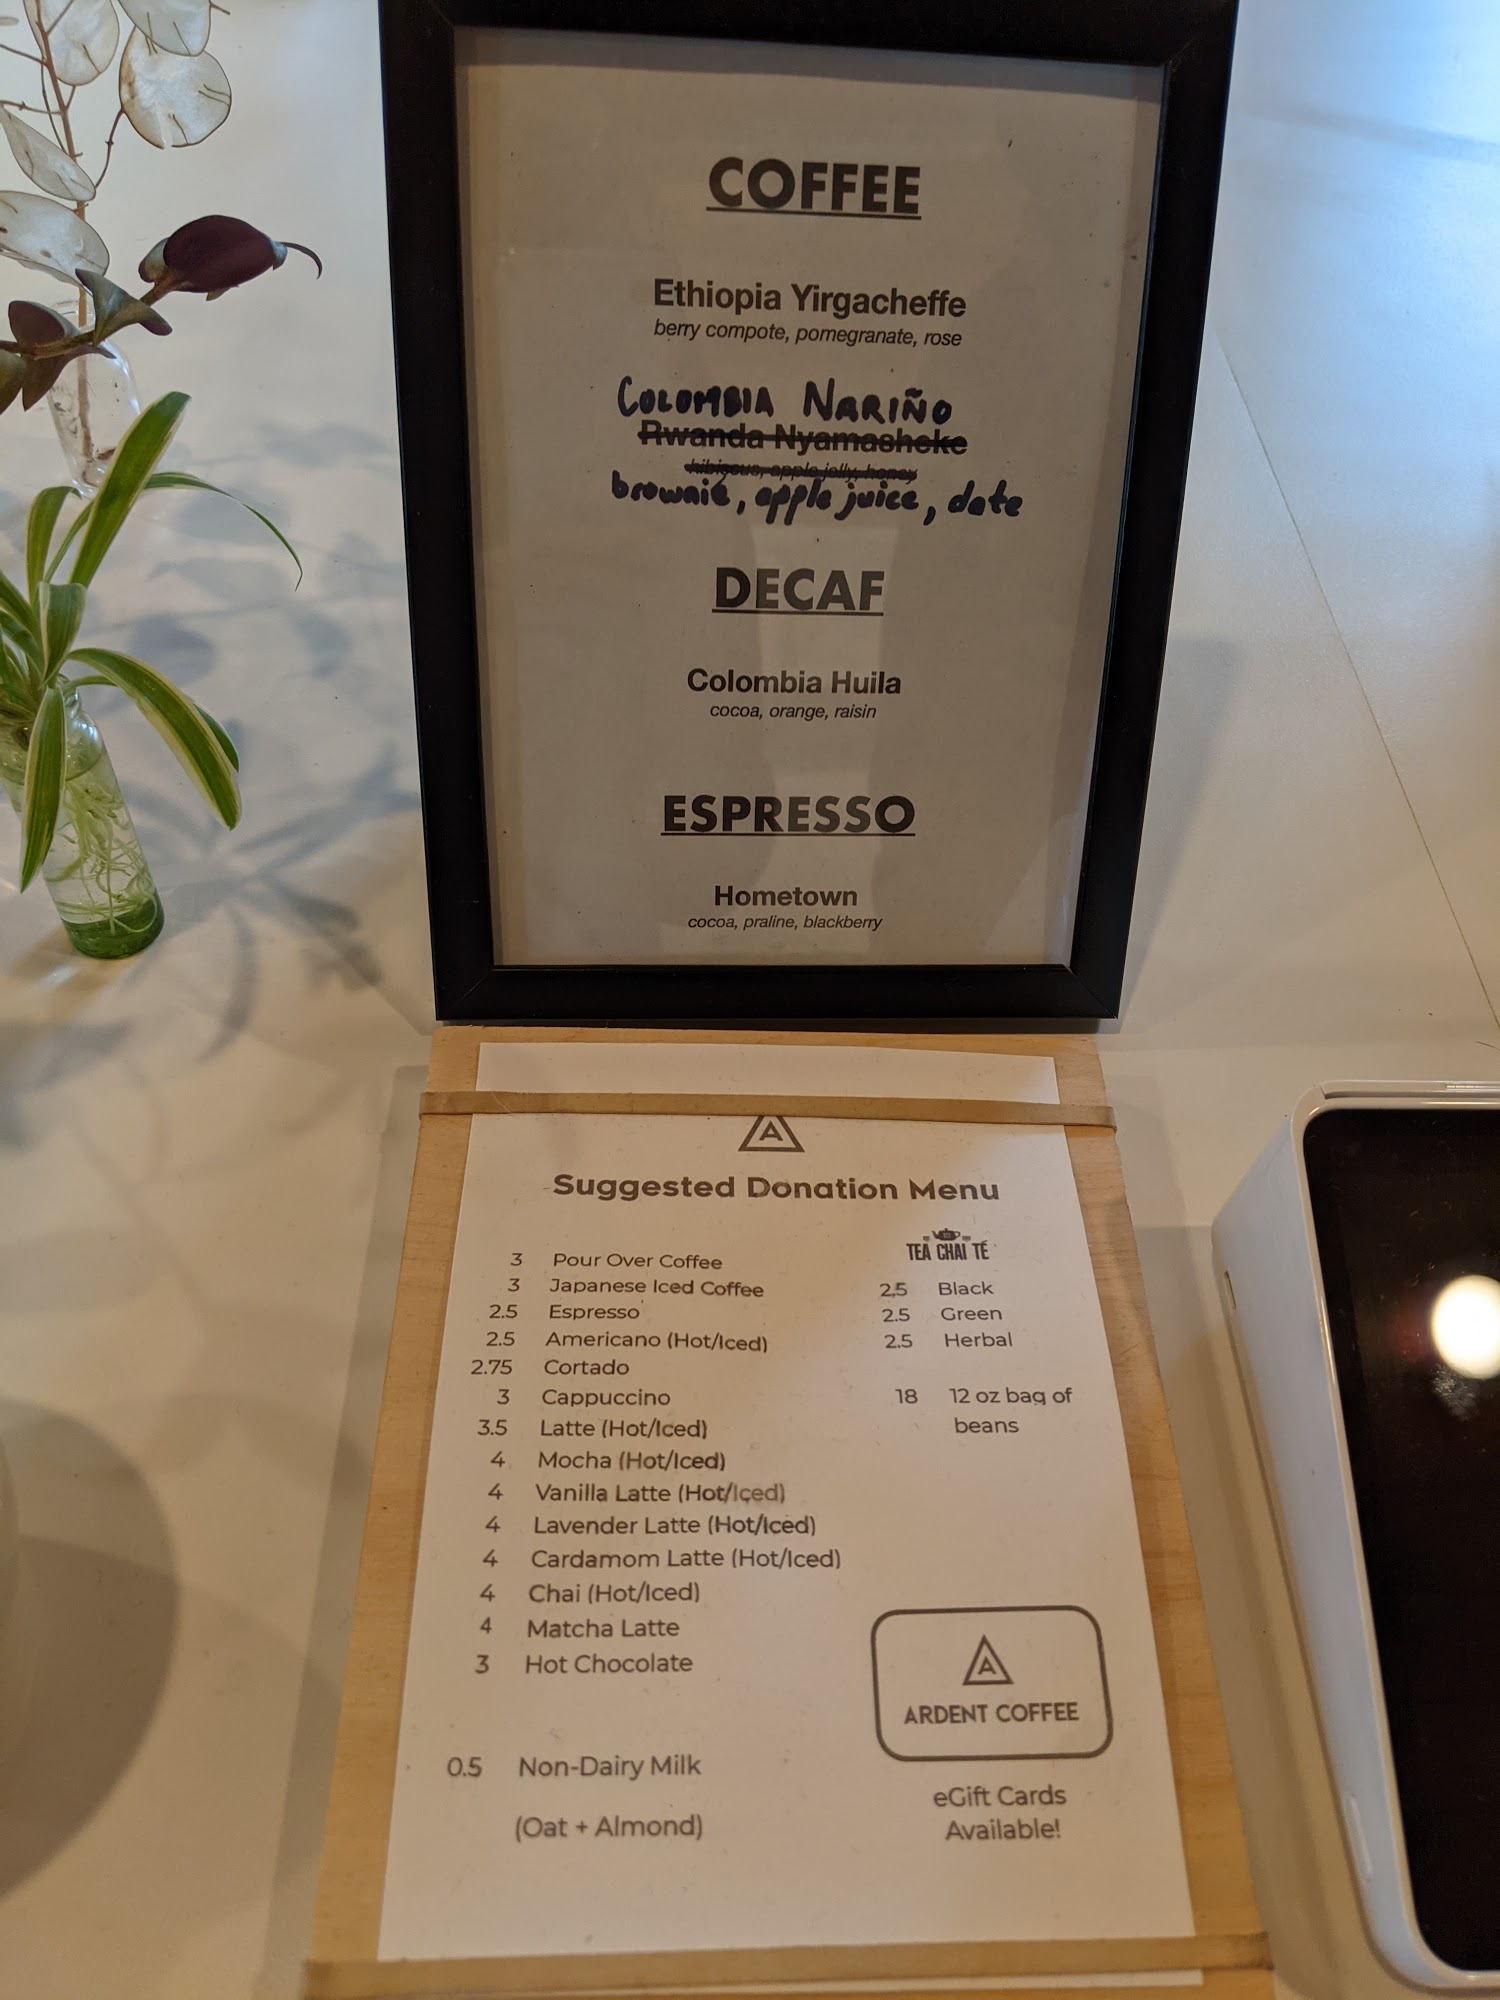 COFFEE
Ethiopia Yirgacheffe
berry compote, pomegranate, rose
COLOMBIA NARIÑO
Rwanda Nyamasheke
hibiscus, apple jelly, honey
brownie, apple juice, date
DECAF
Colombia Huila
cocoa, orange, raisin
ESPRESSO
Hometown
cocoa, praline, blackberry
A
Suggested Donation Menu
3 Pour Over Coffee
3 Japanese Iced Coffee
2.5 Espresso
2.5 Americano (Hot/Iced)
2.75 Cortado
3 Cappuccino
3.5 Latte (Hot/Iced)
4 Mocha (Hot/Iced)
4 Vanilla Latte (Hot/Iced)
4 Lavender Latte (Hot/Iced)
4 Cardamom Latte (Hot/Iced)
4 Chai (Hot/Iced)
4 Matcha Latte
3 Hot Chocolate
0.5 Non-Dairy Milk
(Oat + Almond)
TEA CHAI TÉ
2.5 Black
2.5 Green
2.5 Herbal
18 12 oz bag of
beans
A
ARDENT COFFEE
eGift Cards
Available!